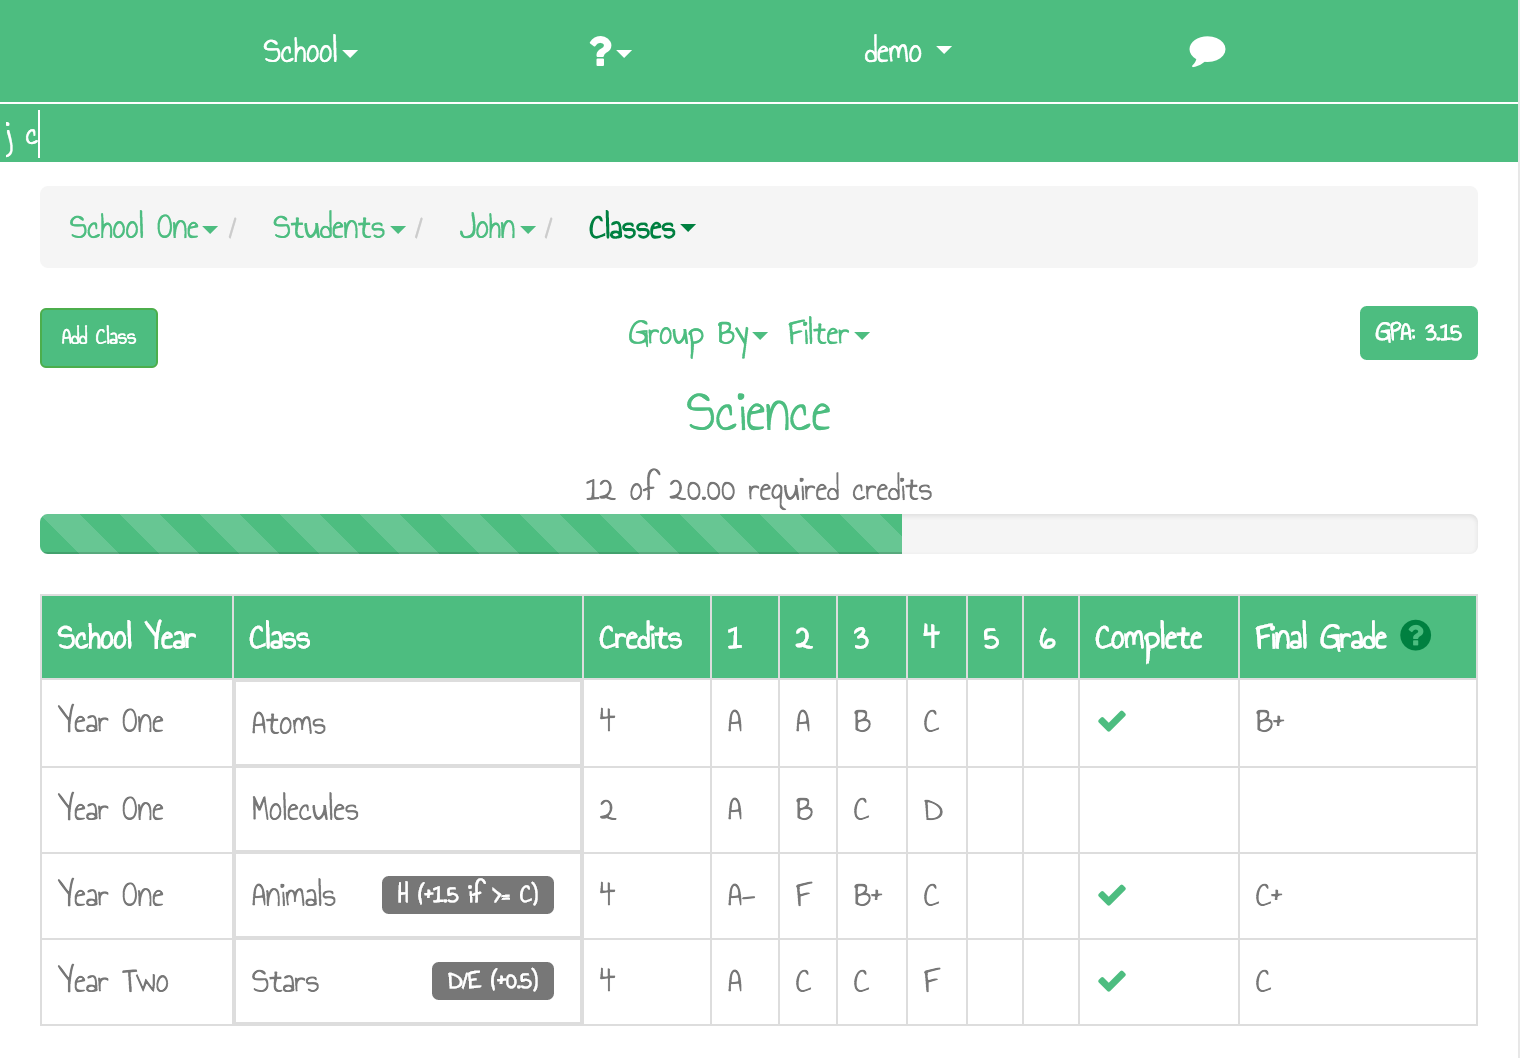 School ? demo
j c
School One / Students / John / Classes
Add Class Group By Filter GPA: 3.15
Science
12 of 20.00 required credits
School Year Class Credits 1 2 3 4 5 6 Complete Final Grade ?
Year One Atoms 4 A A B C B+
Year One Molecules 2 A B C D
Year One Animals H (+1.5 if >= C) 4 A- F B+ C C+
Year Two Stars D/E (+0.5) 4 A C C F C